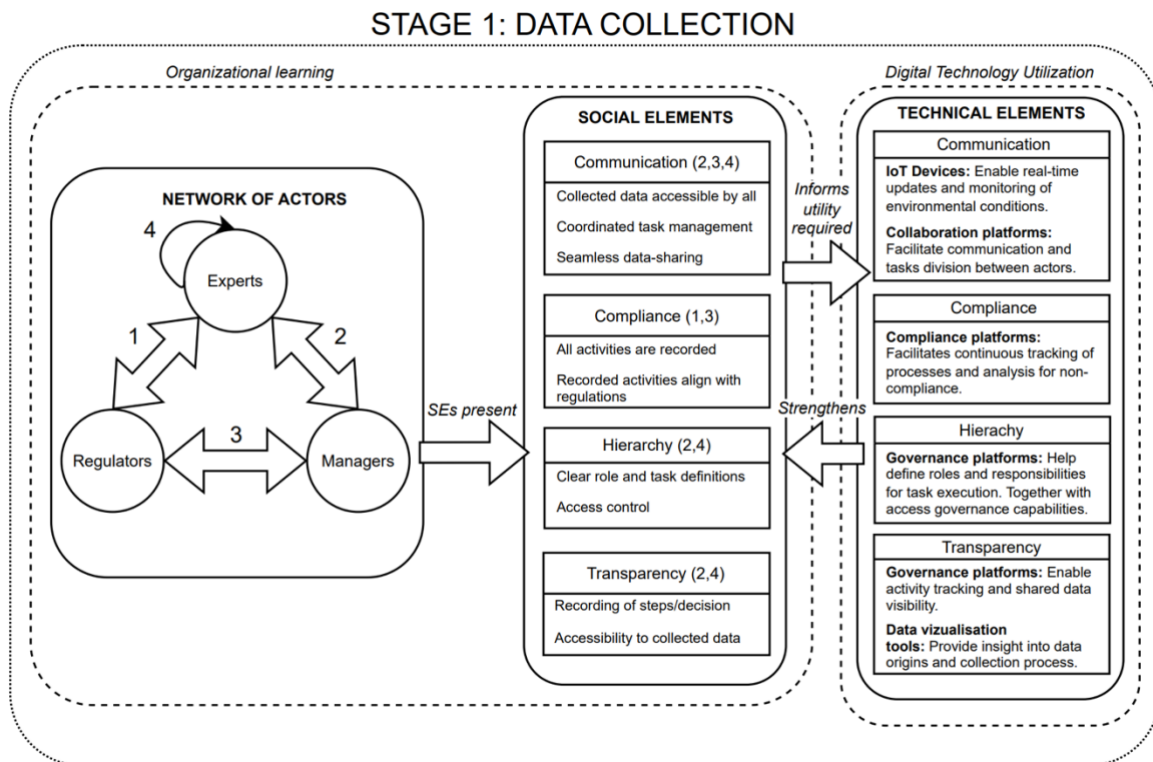 STAGE 1: DATA COLLECTION
Organizational learning
Digital Technology Utilization
NETWORK OF ACTORS
4
Experts
1
2
Regulators
3
Managers
SEs present
SOCIAL ELEMENTS
Communication (2,3,4)
Collected data accessible by all
Coordinated task management
Seamless data-sharing
Compliance (1,3)
All activities are recorded
Recorded activities align with
regulations
Hierarchy (2,4)
Clear role and task definitions
Access control
Transparency (2,4)
Recording of steps/decision
Accessibility to collected data
Informs
utility
required
Strengthens
TECHNICAL ELEMENTS
Communication
IoT Devices: Enable real-time
updates and monitoring of
environmental conditions.
Collaboration platforms:
Facilitate communication and
tasks division between actors.
Compliance
Compliance platforms:
Facilitates continuous tracking of
processes and analysis for non-
compliance.
Hierachy
Governance platforms: Help
define roles and responsibilities
for task execution. Together with
access governance capabilities.
Transparency
Governance platforms: Enable
activity tracking and shared data
visibility.
Data vizualisation
tools: Provide insight into data
origins and collection process.